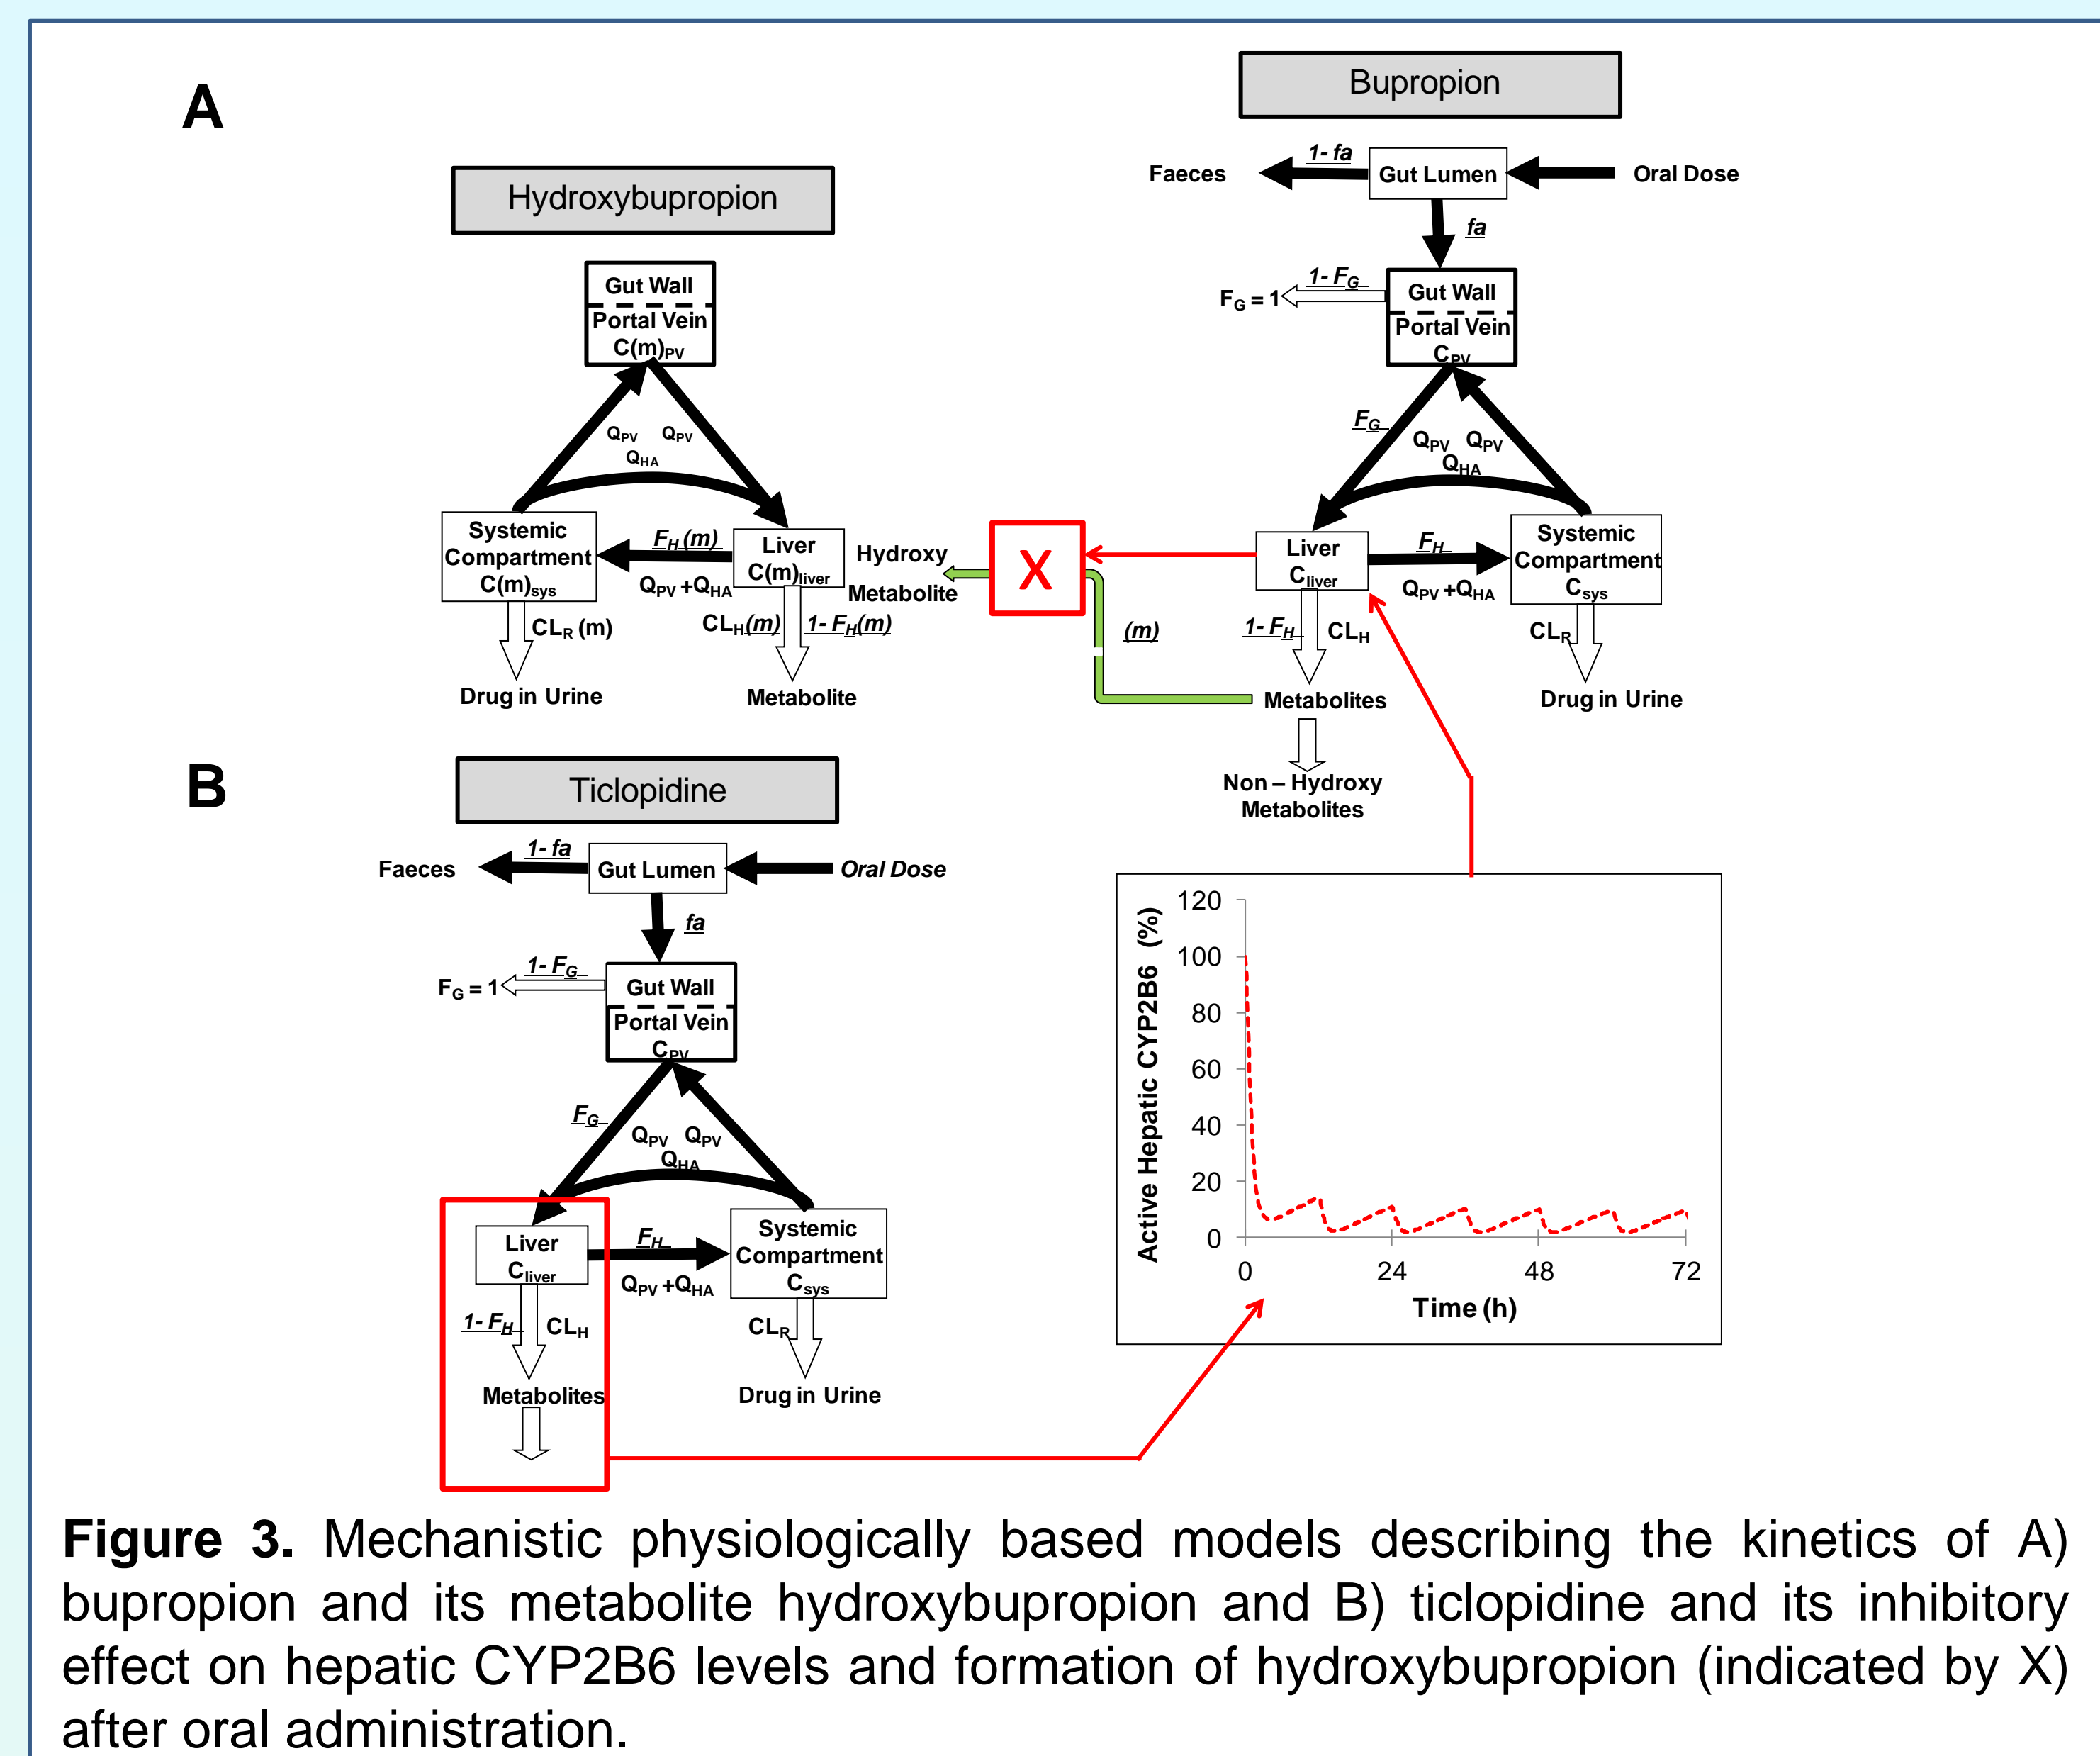 A
Hydroxybupropion
Gut Wall
Portal Vein
C(m)PV
QPV QPV
QHA
Systemic
Compartment
C(m)sys
FH (m)
QPV +QHA
Liver
C(m)liver
CLR (m)
CLH(m) 1- FH(m)
Drug in Urine
Metabolite
Hydroxy
Metabolite
X
(m)
Bupropion
Faeces
1- fa
Gut Lumen
Oral Dose
fa
FG = 1
1- FG
Gut Wall
Portal Vein
CPV
FG
QPV QPV
QHA
Liver
Cliver
FH
QPV +QHA
Systemic
Compartment
Csys
1- FH CLH
CLR
Metabolites
Drug in Urine
Non – Hydroxy
Metabolites
B
Ticlopidine
Faeces
1- fa
Gut Lumen
Oral Dose
fa
FG = 1
1- FG
Gut Wall
Portal Vein
CPV
FG
QPV QPV
QHA
Liver
Cliver
FH
QPV +QHA
Systemic
Compartment
Csys
1- FH CLH
CLR
Metabolites
Drug in Urine
Active Hepatic CYP2B6 (%)
120
100
80
60
40
20
0
0 24 48 72
Time (h)
Figure 3. Mechanistic physiologically based models describing the kinetics of A)
bupropion and its metabolite hydroxybupropion and B) ticlopidine and its inhibitory
effect on hepatic CYP2B6 levels and formation of hydroxybupropion (indicated by X)
after oral administration.